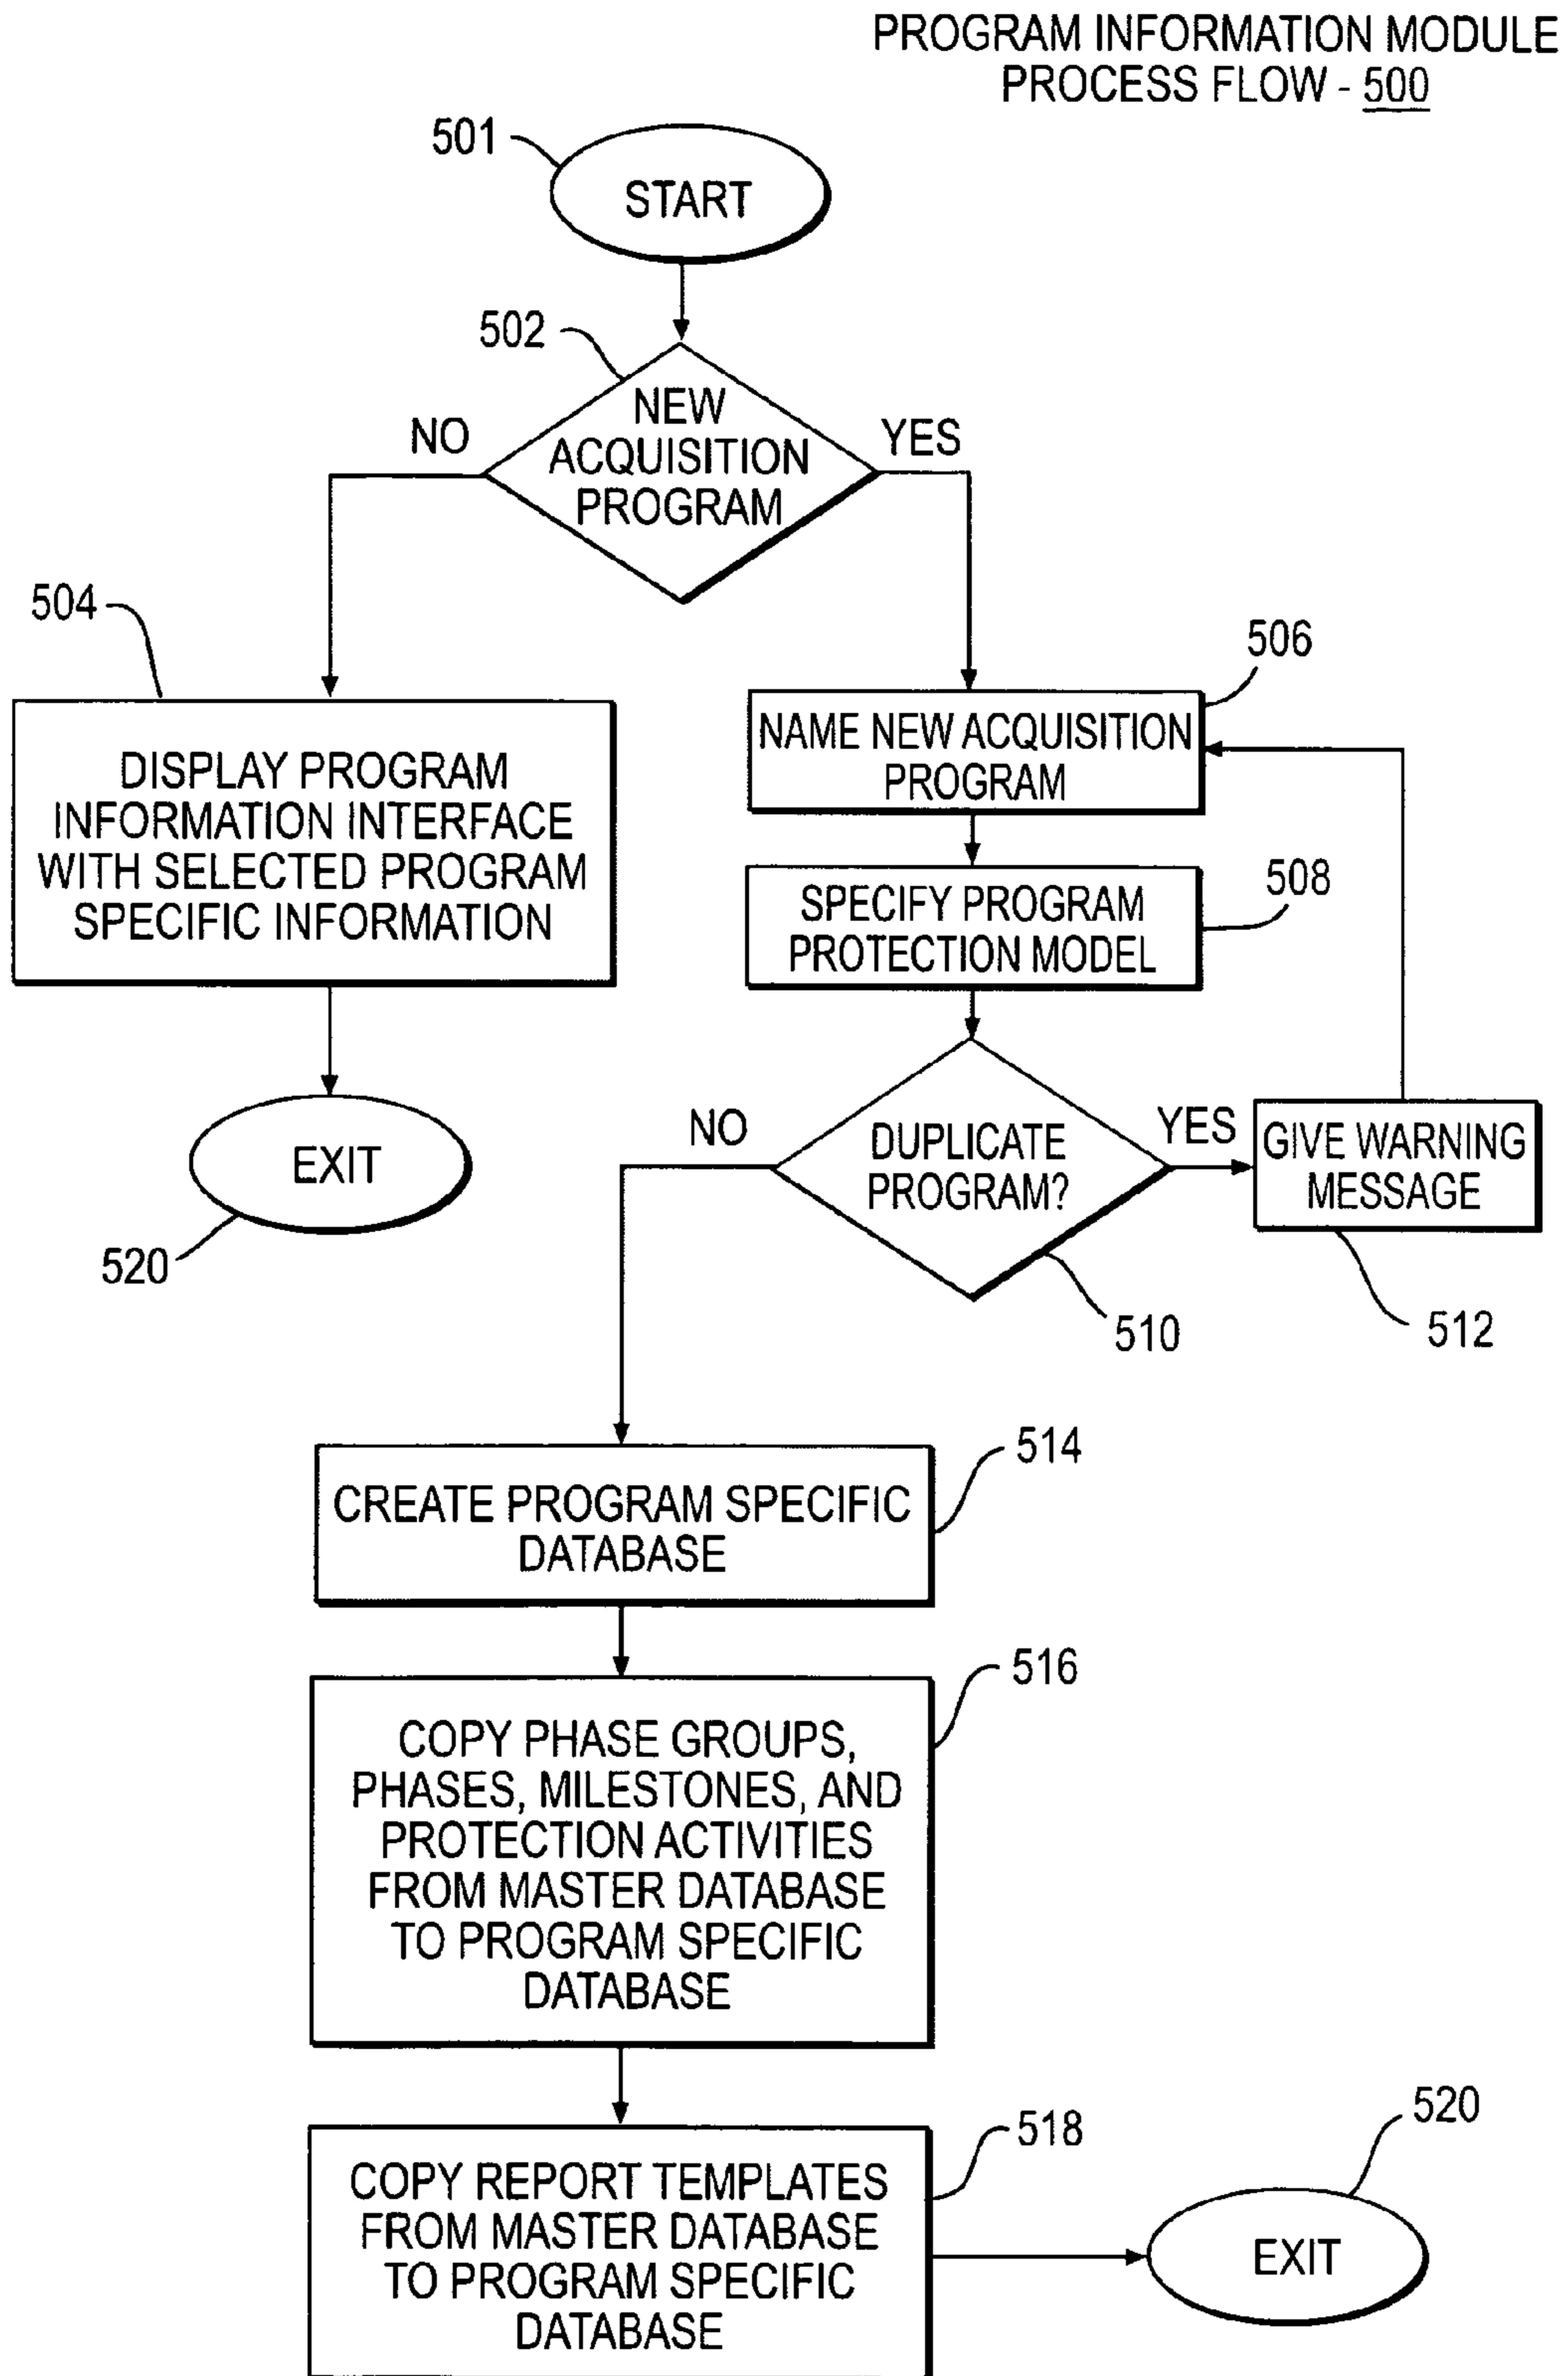 PROGRAM INFORMATION MODULE
PROCESS FLOW - 500
501
START
502
NEW
ACQUISITION
PROGRAM
NO
YES
504
DISPLAY PROGRAM
INFORMATION INTERFACE
WITH SELECTED PROGRAM
SPECIFIC INFORMATION
EXIT
520
506
NAME NEW ACQUISITION
PROGRAM
508
SPECIFY PROGRAM
PROTECTION MODEL
NO
DUPLICATE
PROGRAM?
YES
510
GIVE WARNING
MESSAGE
512
514
CREATE PROGRAM SPECIFIC
DATABASE
516
COPY PHASE GROUPS,
PHASES, MILESTONES, AND
PROTECTION ACTIVITIES
FROM MASTER DATABASE
TO PROGRAM SPECIFIC
DATABASE
518
COPY REPORT TEMPLATES
FROM MASTER DATABASE
TO PROGRAM SPECIFIC
DATABASE
520
EXIT